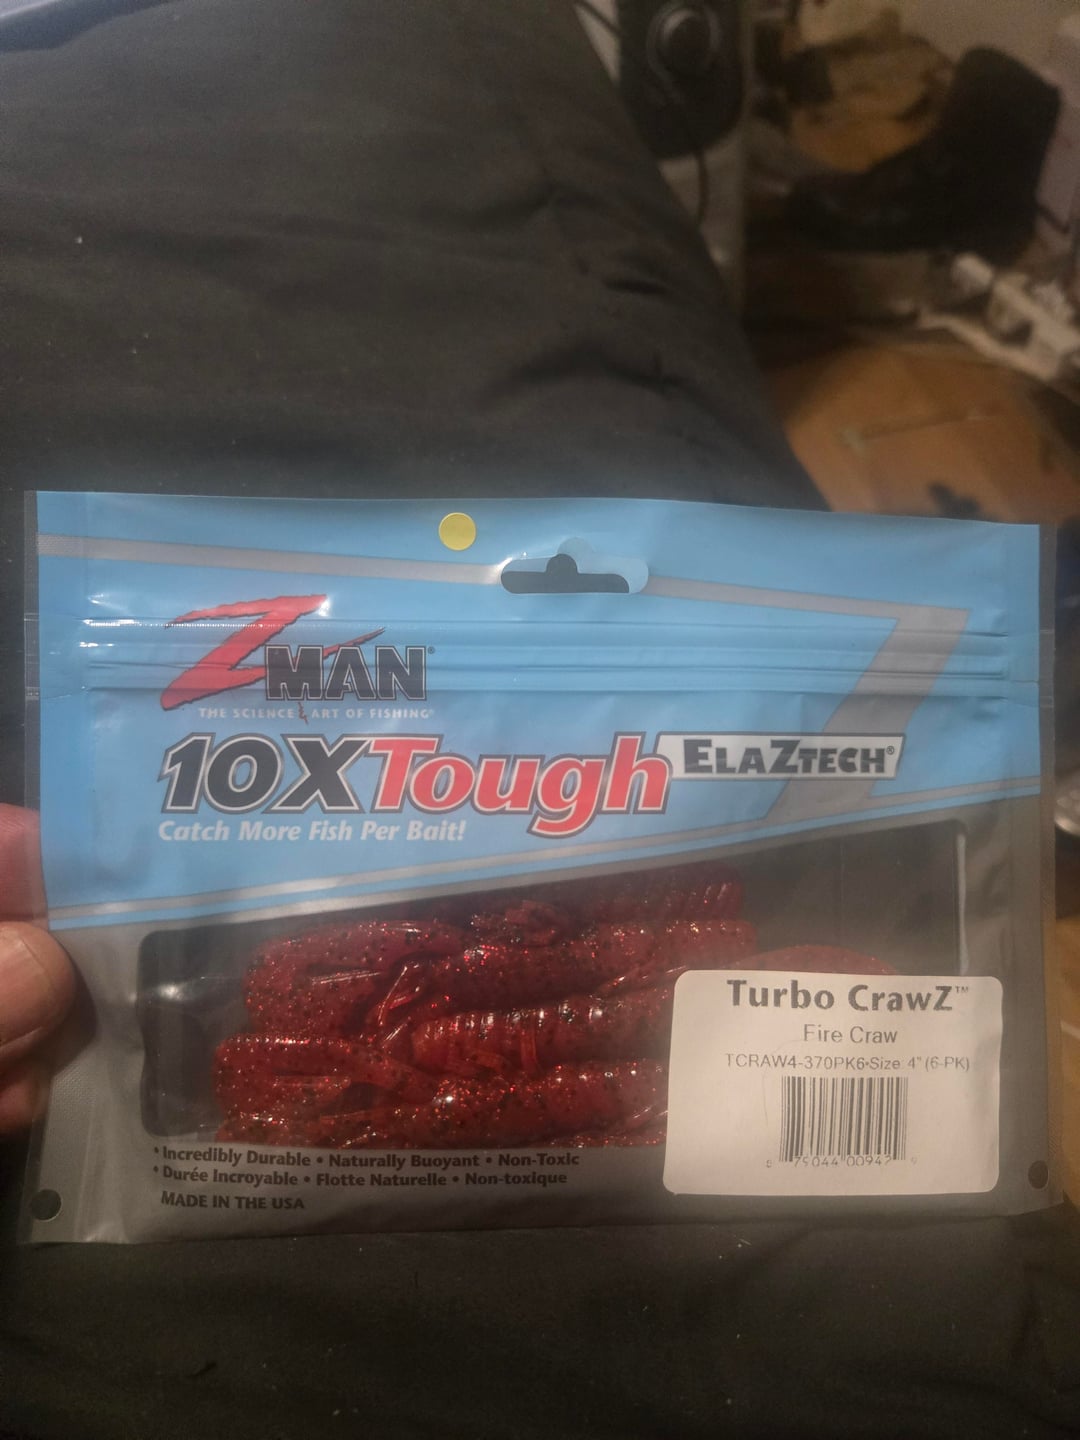 ZMAN®
THE SCIENCE & ART OF FISHING®
10X Tough ELAZTECH®
Catch More Fish Per Bait!
Turbo CrawZ™
Fire Craw
TCRAW4-370PK6•Size: 4" (6-PK)
• Incredibly Durable • Naturally Buoyant • Non-Toxic
• Durée Incroyable • Flotte Naturelle • Non-toxique
MADE IN THE USA